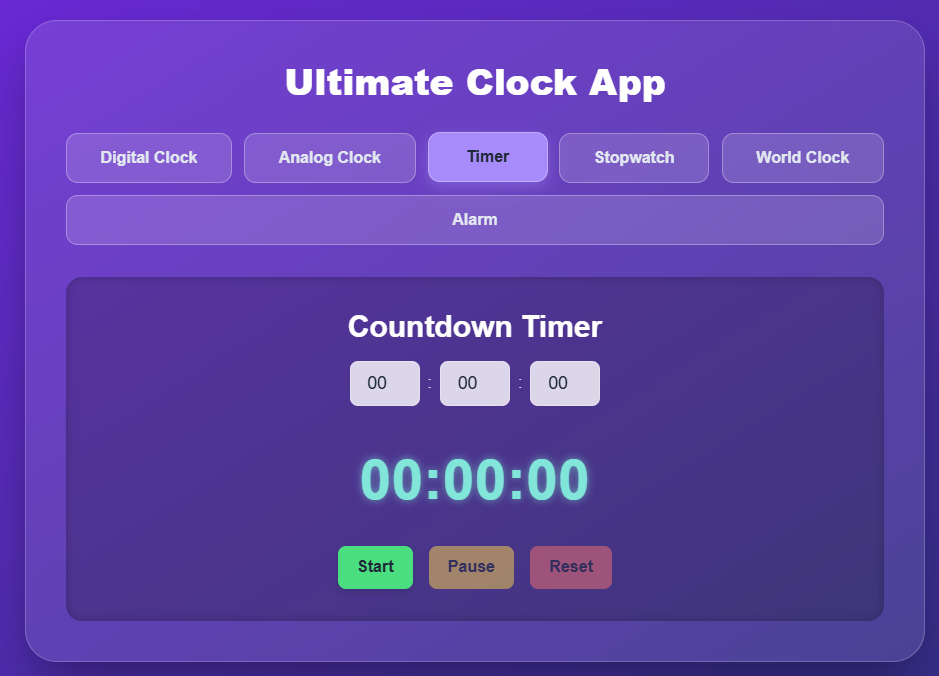 Ultimate Clock App
Digital Clock Analog Clock Timer Stopwatch World Clock
Alarm
Countdown Timer
00 : 00 : 00
00:00:00
Start Pause Reset